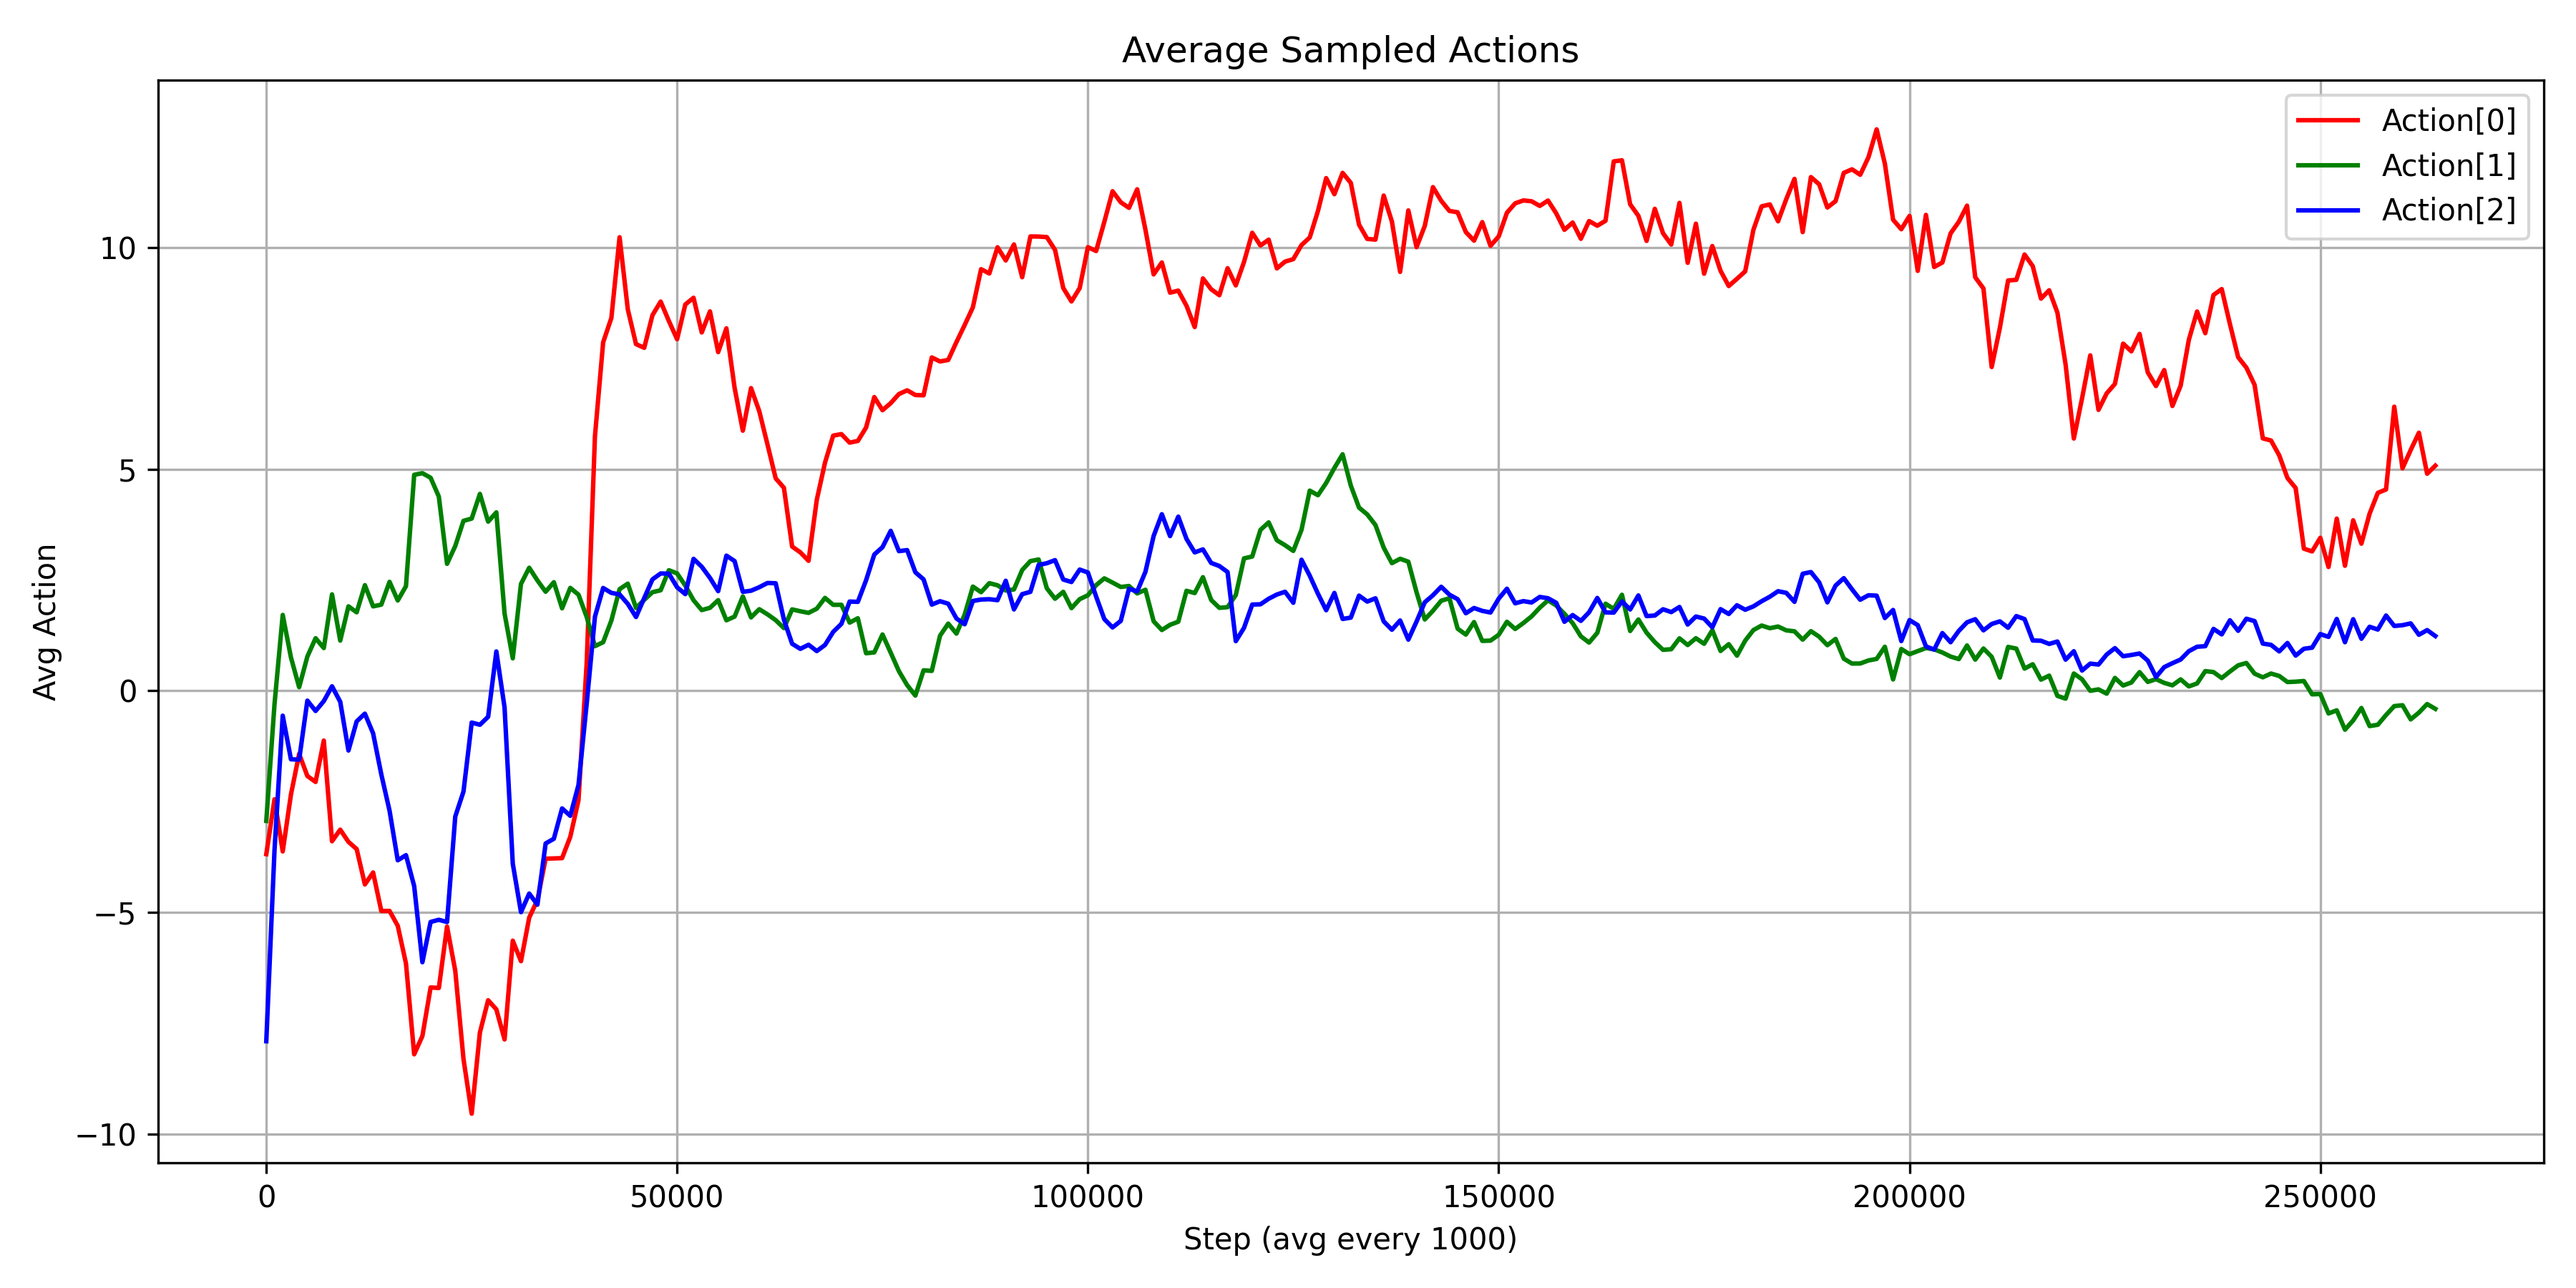 Average Sampled Actions
Action[0]
Action[1]
Action[2]
Avg Action
10
5
0
−5
−10
0 50000 100000 150000 200000 250000
Step (avg every 1000)